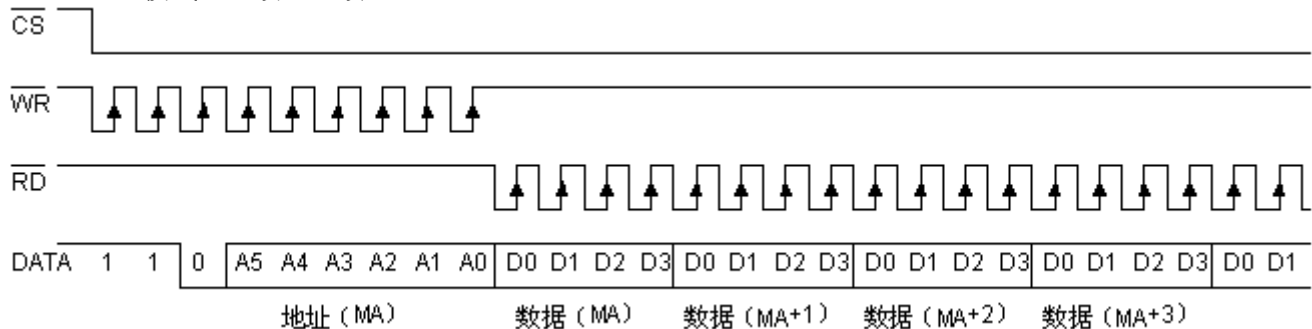 CS
WR
RD
DATA 1 1 0 A5 A4 A3 A2 A1 A0 D0 D1 D2 D3 D0 D1 D2 D3 D0 D1 D2 D3 D0 D1 D2 D3 D0 D1
地址（MA） 数据（MA） 数据（MA+1） 数据（MA+2） 数据（MA+3）